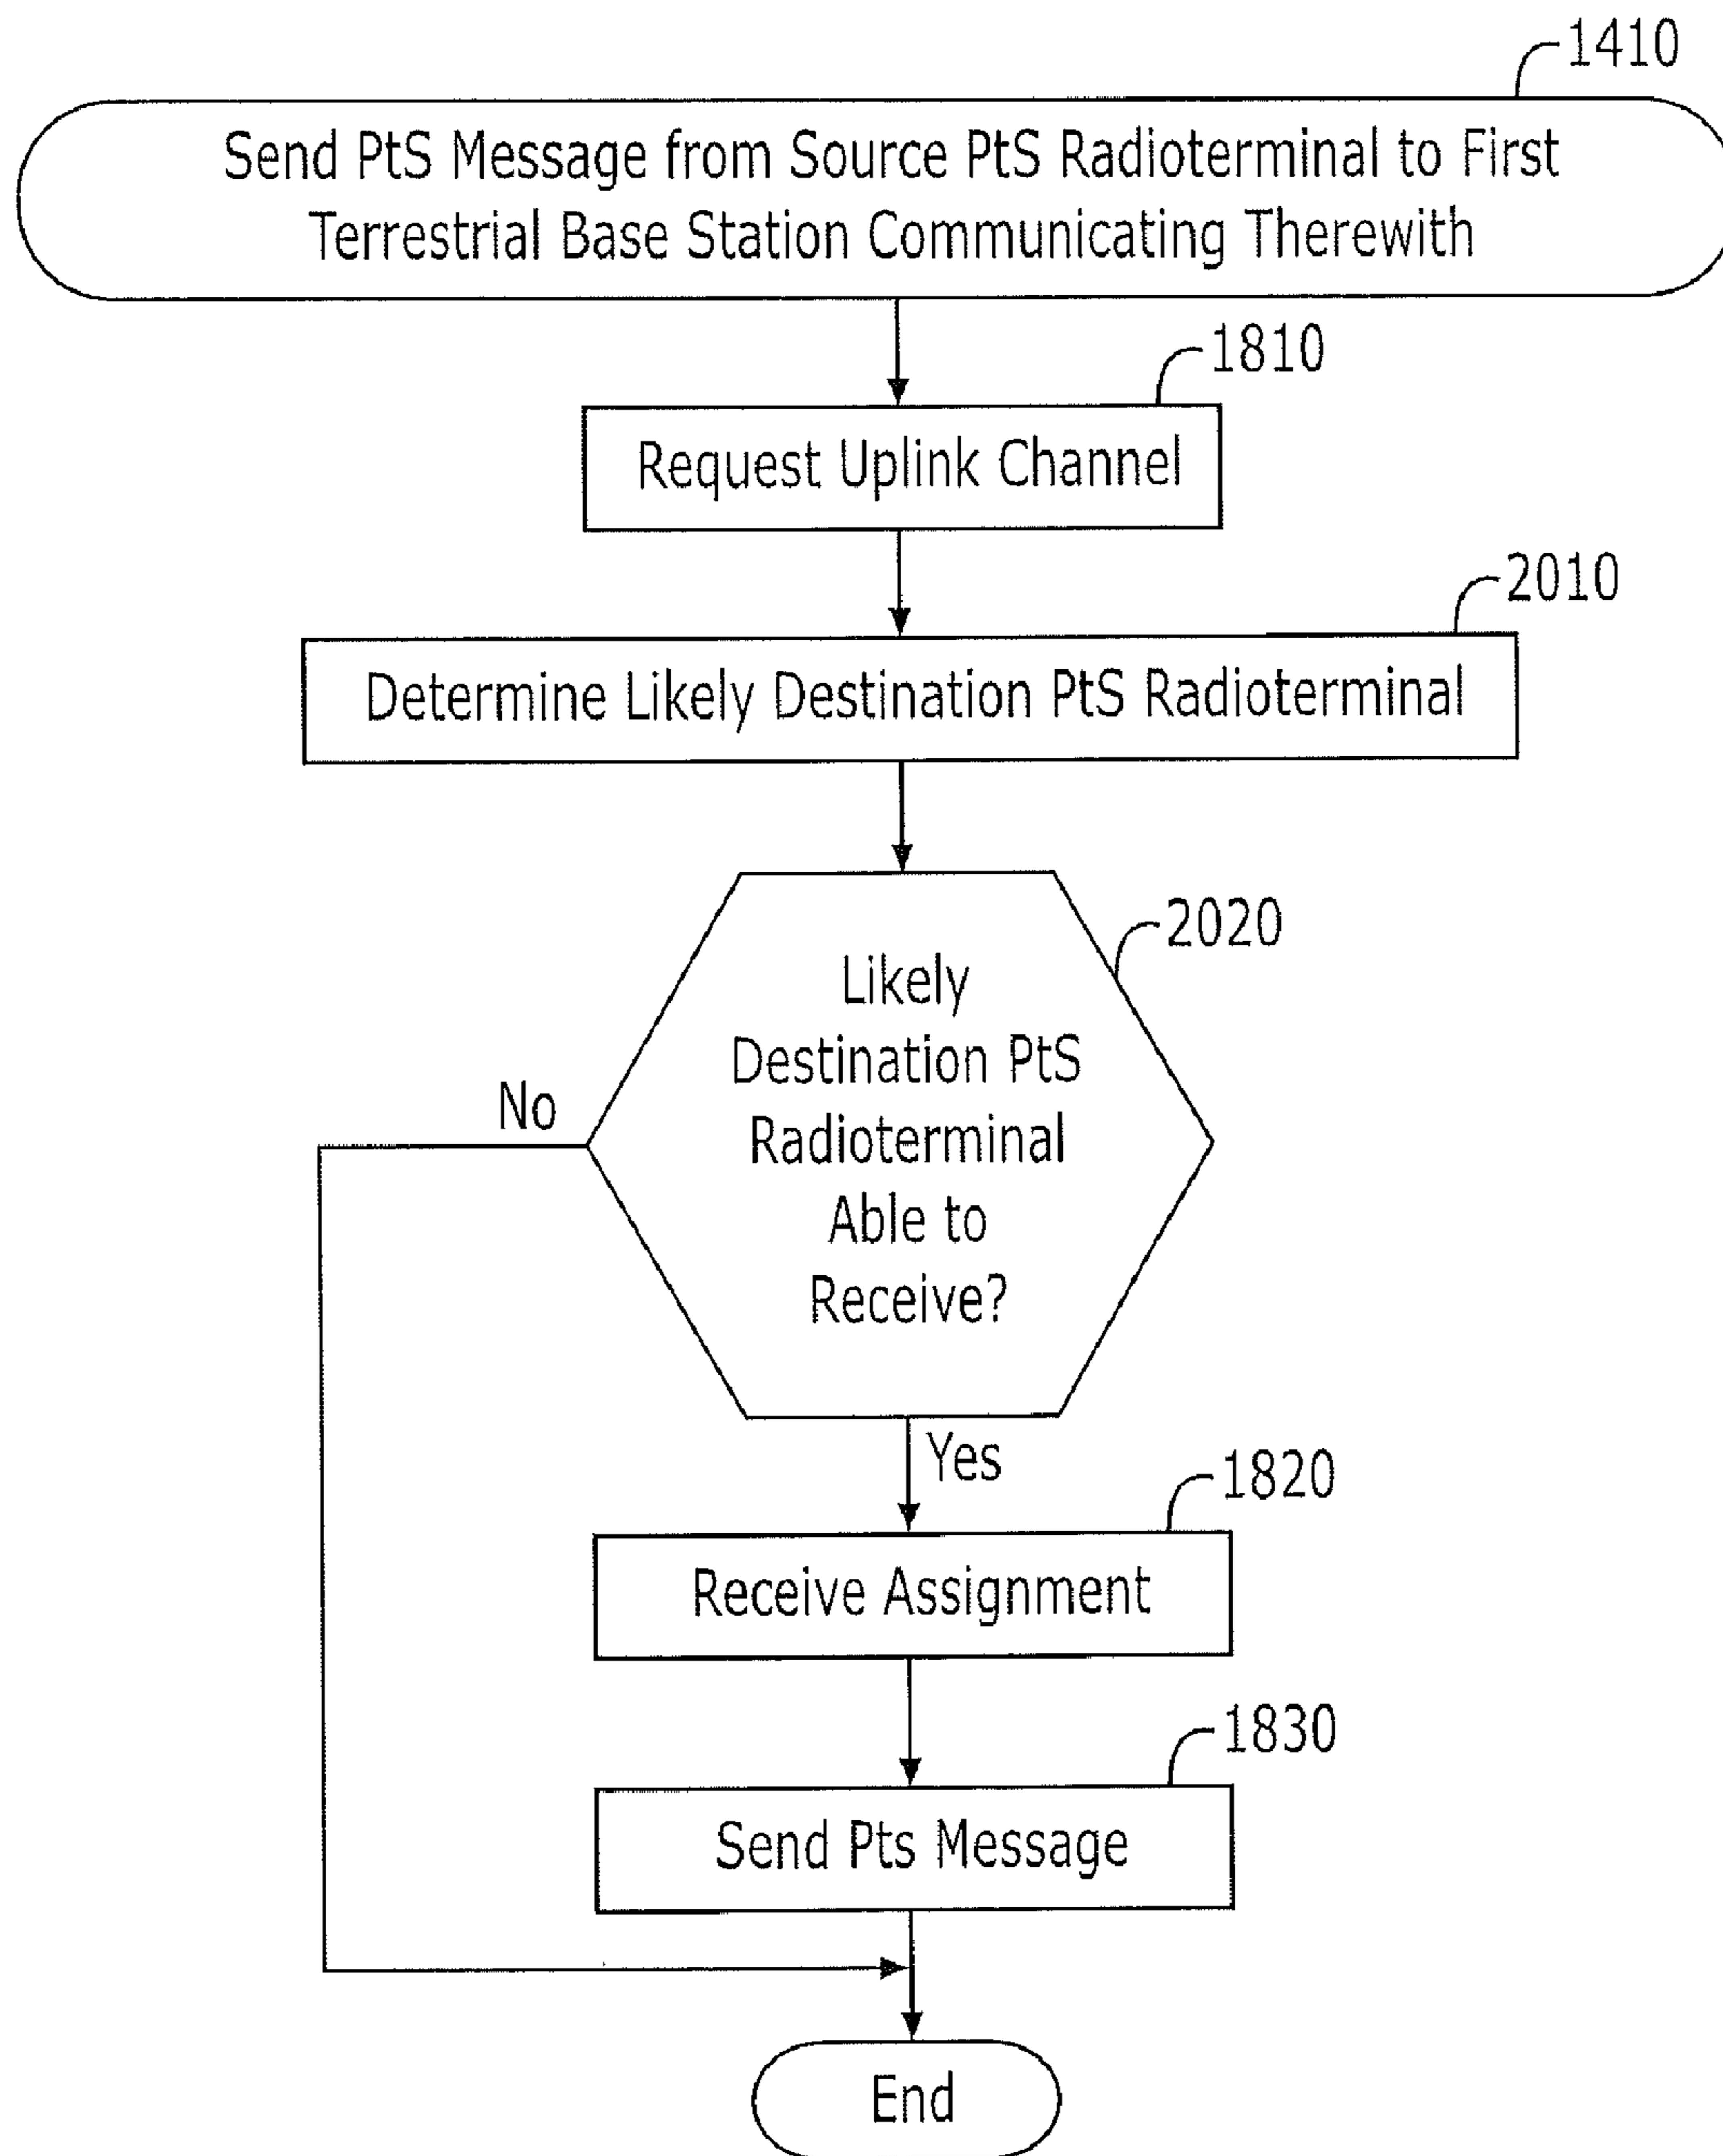 1410
Send PtS Message from Source PtS Radioterminal to First
Terrestrial Base Station Communicating Therewith
1810
Request Uplink Channel
2010
Determine Likely Destination PtS Radioterminal
2020
Likely
Destination PtS
Radioterminal
Able to
Receive?
No
Yes
1820
Receive Assignment
1830
Send Pts Message
End